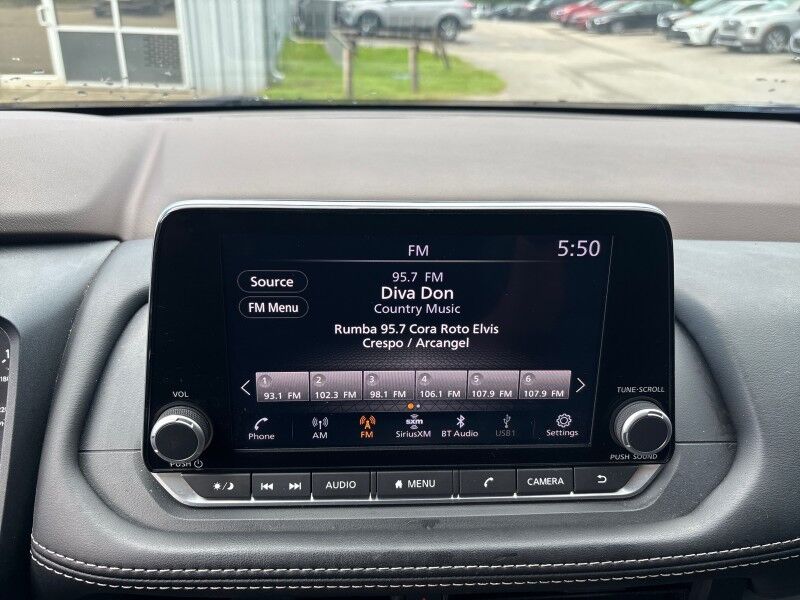 FM 5:50
Source
FM Menu
95.7 FM
Diva Don
Country Music
Rumba 95.7 Cora Roto Elvis
Crespo / Arcangel
1 2 3 4 5 6
93.1 FM 102.3 FM 98.1 FM 106.1 FM 107.9 FM 107.9 FM
Phone AM FM SiriusXM BT Audio USB1 Settings
sxm
VOL
PUSH
TUNE·SCROLL
PUSH SOUND
AUDIO MENU CAMERA
180